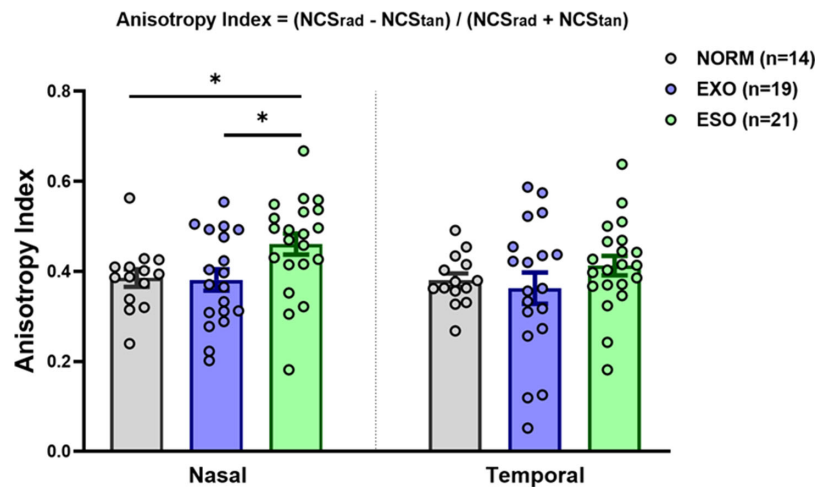 Anisotropy Index = (NCSrad - NCStan) / (NCSrad + NCStan)
NORM (n=14)
EXO (n=19)
ESO (n=21)
*
*
0.8
0.6
0.4
0.2
0.0
Anisotropy Index
Nasal
Temporal